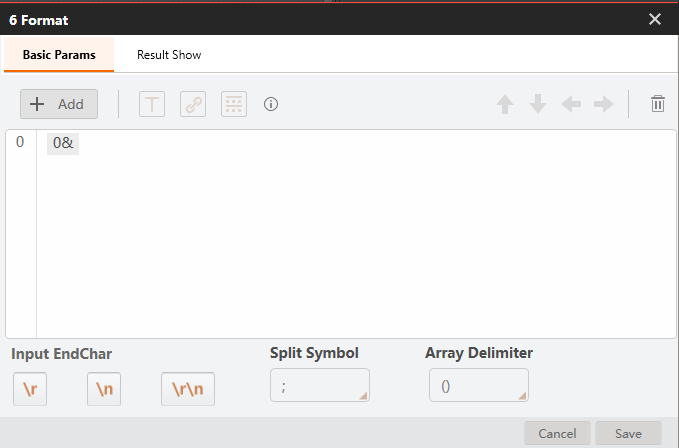 6 Format
Basic Params
Result Show
+ Add
T
0 0&
Input EndChar
Split Symbol
Array Delimiter
\r
\n
\r\n
;
()
Cancel
Save